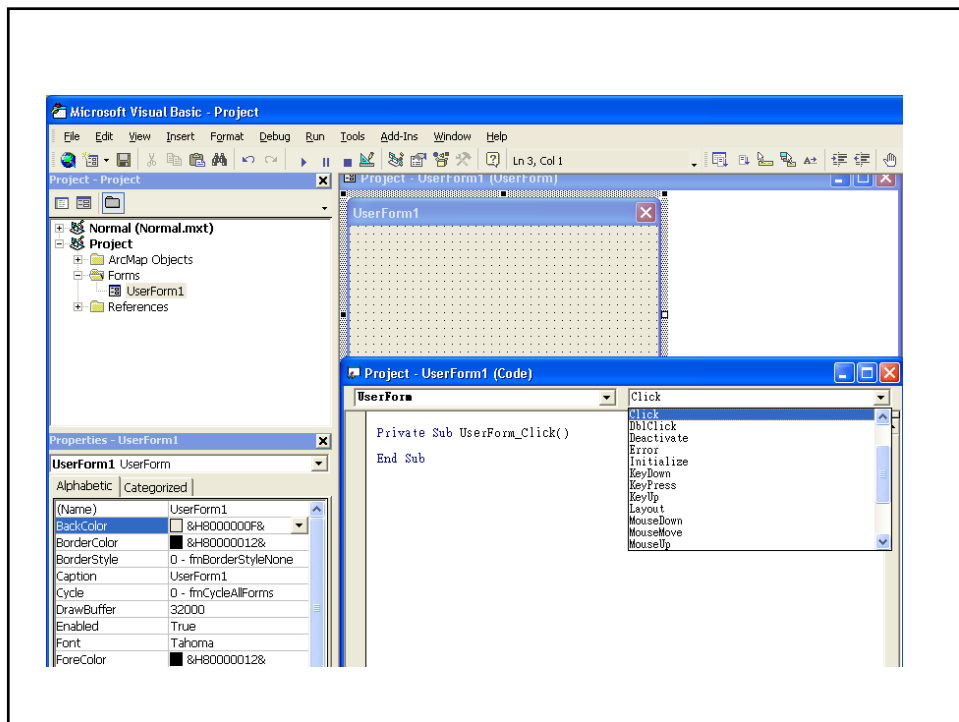 Microsoft Visual Basic - Project
File Edit View Insert Format Debug Run Tools Add-Ins Window Help
Ln 3, Col 1
Project - Project
Normal (Normal.mxt)
Project
ArcMap Objects
Forms
UserForm1
References
Project - UserForm1 (UserForm)
UserForm1
Project - UserForm1 (Code)
UserForm
Click
Private Sub UserForm_Click()
End Sub
Click
DblClick
Deactivate
Error
Initialize
KeyDown
KeyPress
KeyUp
Layout
MouseDown
MouseMove
MouseUp
Properties - UserForm1
UserForm1 UserForm
Alphabetic Categorized
(Name) UserForm1
BackColor &H8000000F&
BorderColor &H80000012&
BorderStyle 0 - fmBorderStyleNone
Caption UserForm1
Cycle 0 - fmCycleAllForms
DrawBuffer 32000
Enabled True
Font Tahoma
ForeColor &H80000012&